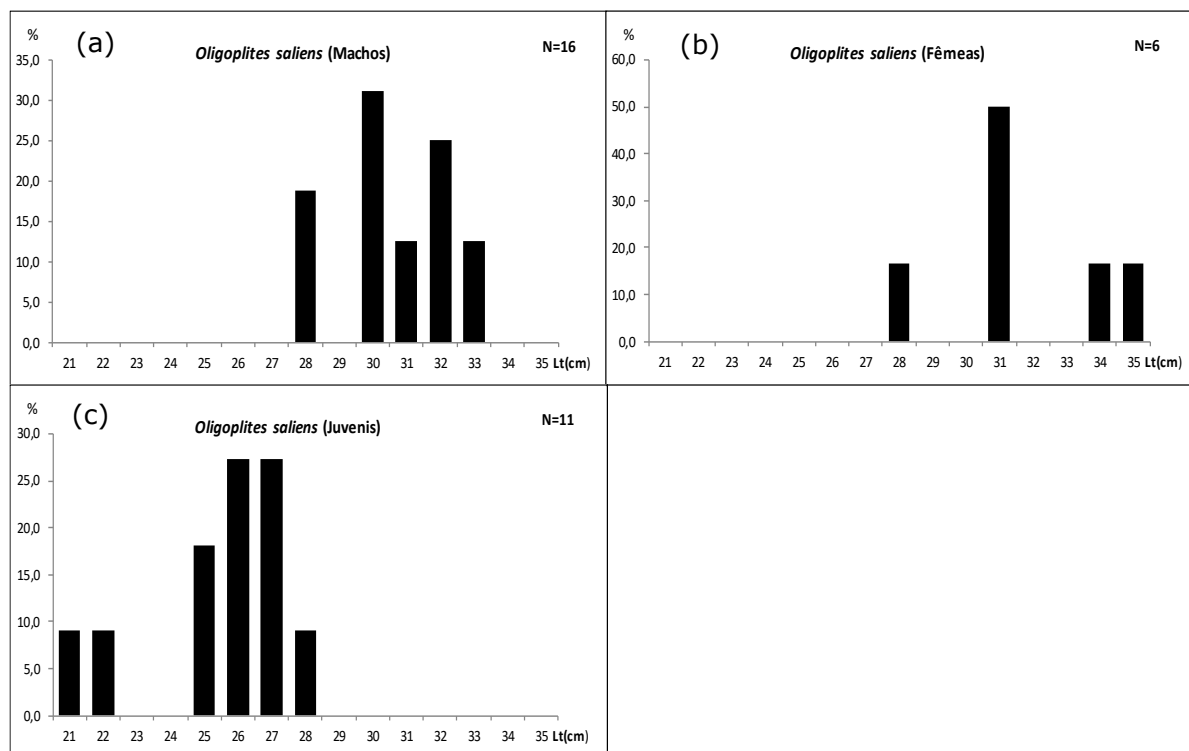 %
(a)
Oligoplites saliens (Machos)
N=16
35,0
30,0
25,0
20,0
15,0
10,0
5,0
0,0
21 22 23 24 25 26 27 28 29 30 31 32 33 34 35 Lt(cm)
%
(b)
Oligoplites saliens (Fêmeas)
N=6
60,0
50,0
40,0
30,0
20,0
10,0
0,0
21 22 23 24 25 26 27 28 29 30 31 32 33 34 35 Lt(cm)
%
(c)
Oligoplites saliens (Juvenis)
N=11
30,0
25,0
20,0
15,0
10,0
5,0
0,0
21 22 23 24 25 26 27 28 29 30 31 32 33 34 35 Lt(cm)